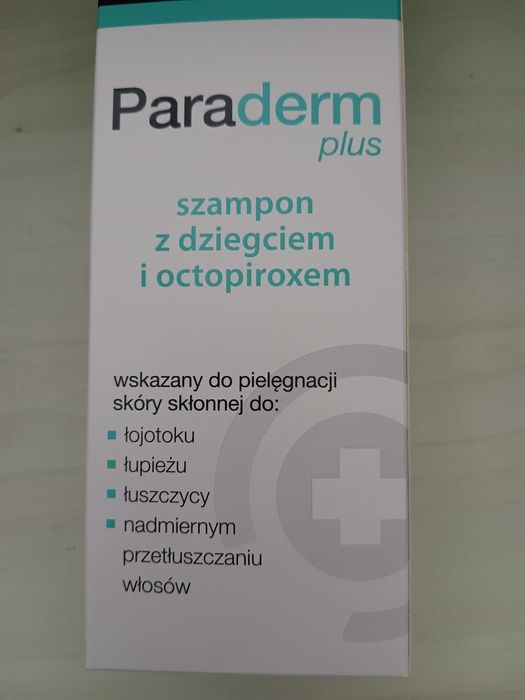 Paraderm
plus
szampon
z dziegciem
i octopiroxem
wskazany do pielęgnacji
skóry skłonnej do:
łojotoku
łupieżu
łuszczycy
nadmiernym
przetłuszczaniu
włosów